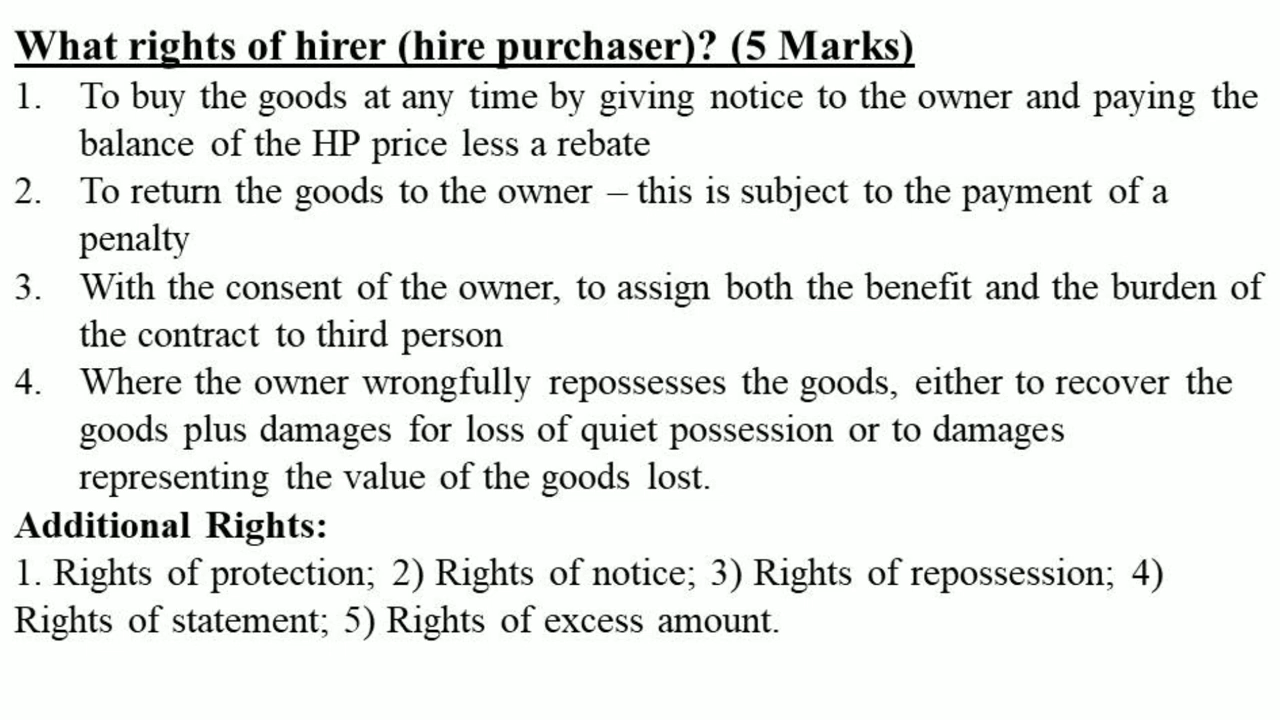 What rights of hirer (hire purchaser)? (5 Marks)
1. To buy the goods at any time by giving notice to the owner and paying the
balance of the HP price less a rebate
2. To return the goods to the owner – this is subject to the payment of a
penalty
3. With the consent of the owner, to assign both the benefit and the burden of
the contract to third person
4. Where the owner wrongfully repossesses the goods, either to recover the
goods plus damages for loss of quiet possession or to damages
representing the value of the goods lost.
Additional Rights:
1. Rights of protection; 2) Rights of notice; 3) Rights of repossession; 4)
Rights of statement; 5) Rights of excess amount.